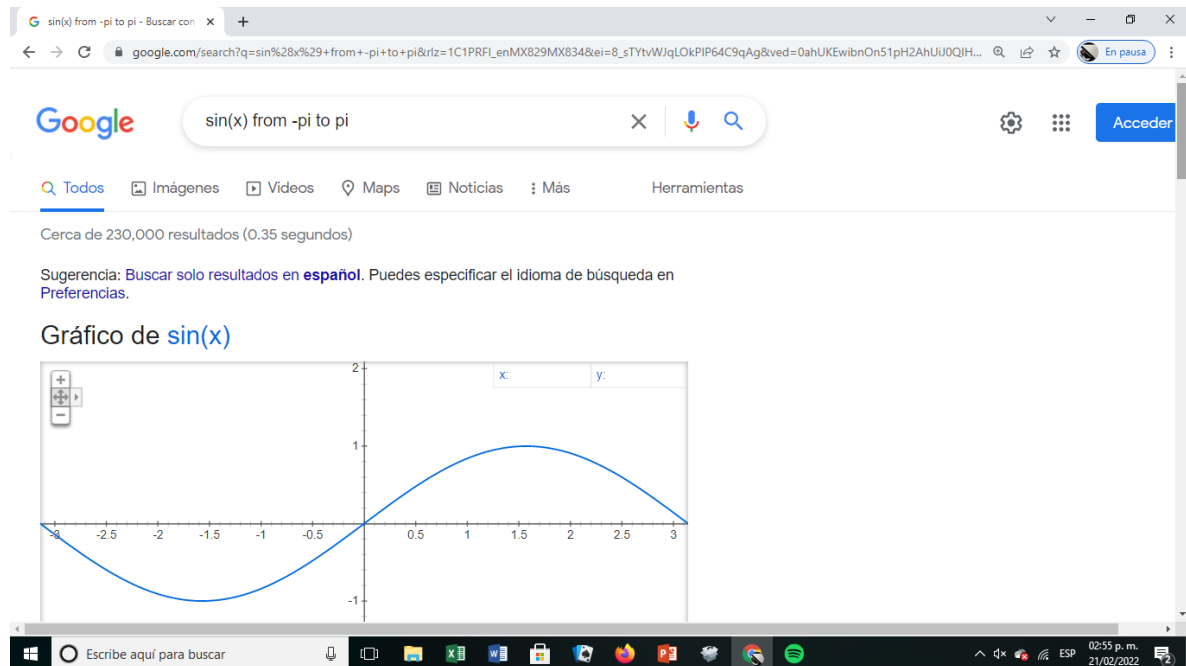 sin(x) from -pi to pi - Buscar con
google.com/search?q=sin%28x%29+from+-pi+to+pi&rlz=1C1PRFI_enMX829MX834&ei=8_sTYtvWJqLOkPIP64C9qAg&ved=0ahUKEwibnOn51pH2AhUiJ0QIH...
En pausa
Google
sin(x) from -pi to pi
Acceder
Todos Imágenes Videos Maps Noticias Más Herramientas
Cerca de 230,000 resultados (0.35 segundos)
Sugerencia: Buscar solo resultados en español. Puedes especificar el idioma de búsqueda en
Preferencias.
Gráfico de sin(x)
2
x: y:
1
-3 -2.5 -2 -1.5 -1 -0.5 0.5 1 1.5 2 2.5 3
-1
Escribe aquí para buscar
ESP
02:55 p. m.
21/02/2022
2